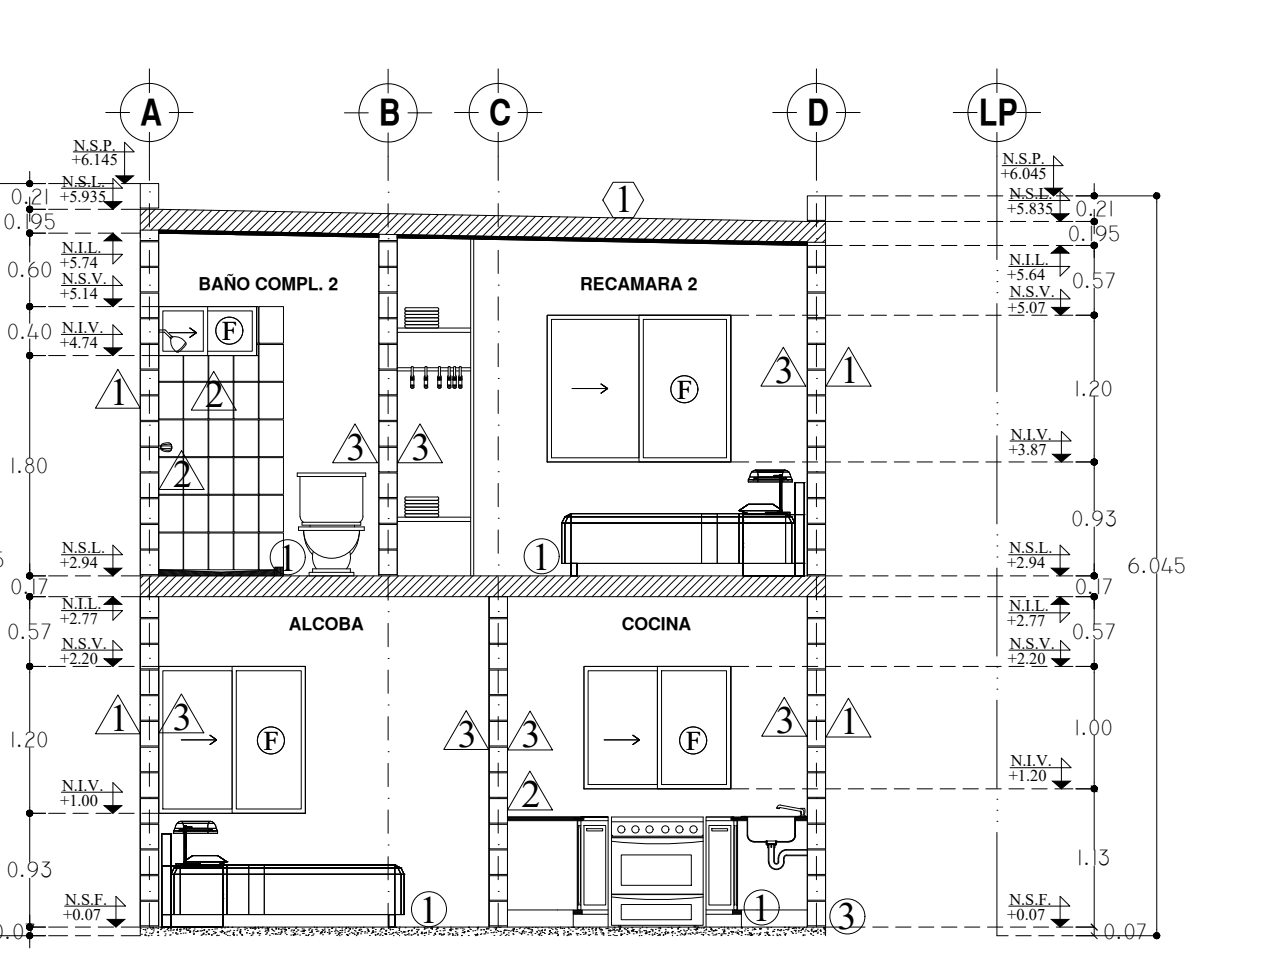 A B C D LP
N.S.P.
+6.145
N.S.L.
+5.935
N.I.L.
+5.74
N.S.V.
+5.14
N.I.V.
+4.74
N.S.L.
+2.94
N.I.L.
+2.77
N.S.V.
+2.20
N.I.V.
+1.00
N.S.F.
+0.07
0.21
0.195
0.60
0.40
1.80
0.17
0.57
1.20
0.93
1
BAÑO COMPL. 2
RECAMARA 2
F
F
1
2
2
3
3
3
1
1
1
ALCOBA
COCINA
1
3
F
3
3
2
F
3
1
1
1
3
N.S.P.
+6.045
N.S.L.
+5.835
N.I.L.
+5.64
N.S.V.
+5.07
N.I.V.
+3.87
N.S.L.
+2.94
N.I.L.
+2.77
N.S.V.
+2.20
N.I.V.
+1.20
N.S.F.
+0.07
0.21
0.195
0.57
1.20
0.93
0.17
0.57
1.00
1.13
0.07
6.045